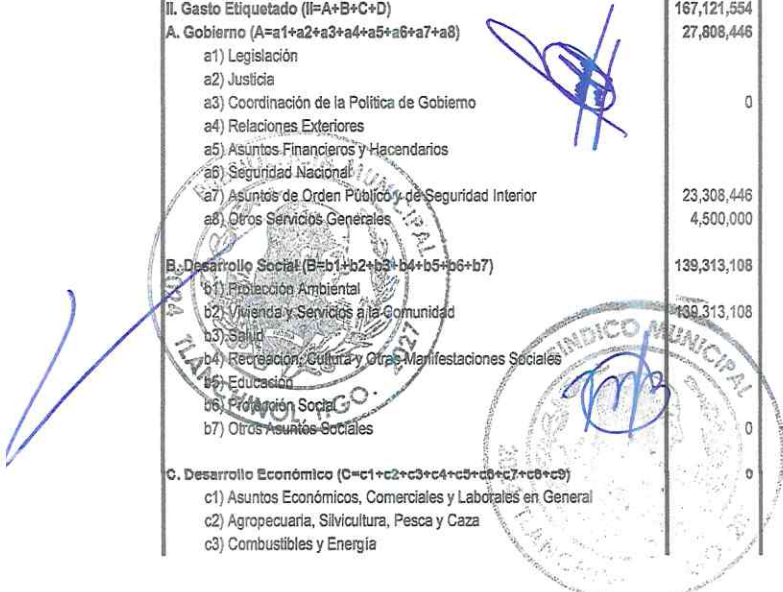 II. Gasto Etiquetado (II=A+B+C+D) 167,121,554
A. Gobierno (A=a1+a2+a3+a4+a5+a6+a7+a8) 27,808,446
a1) Legislación
a2) Justicia
a3) Coordinación de la Política de Gobierno 0
a4) Relaciones Exteriores
a5) Asuntos Financieros y Hacendarios
a6) Seguridad Nacional
a7) Asuntos de Orden Público y de Seguridad Interior 23,308,446
a8) Otros Servicios Generales 4,500,000
B. Desarrollo Social (B=b1+b2+b3+b4+b5+b6+b7) 139,313,108
b1) Protección Ambiental
b2) Vivienda y Servicios a la Comunidad 139,313,108
b3) Salud
b4) Recreación, Cultura y Otras Manifestaciones Sociales
b5) Educación
b6) Protección Social
b7) Otros Asuntos Sociales 0
C. Desarrollo Económico (C=c1+c2+c3+c4+c5+c6+c7+c8+c9) 0
c1) Asuntos Económicos, Comerciales y Laborales en General
c2) Agropecuaria, Silvicultura, Pesca y Caza
c3) Combustibles y Energía
MUNICIPAL
TLANCHINOL, HGO. 2027
SINDICO MUNICIPAL